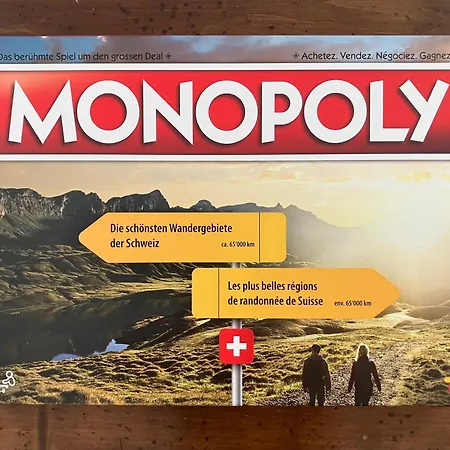 Das berühmte Spiel um den grossen Deal
Achetez. Vendez. Négociez. Gagnez
MONOPOLY
Die schönsten Wandergebiete
der Schweiz
ca. 65'000 km
Les plus belles régions
de randonnée de Suisse
env. 65'000 km